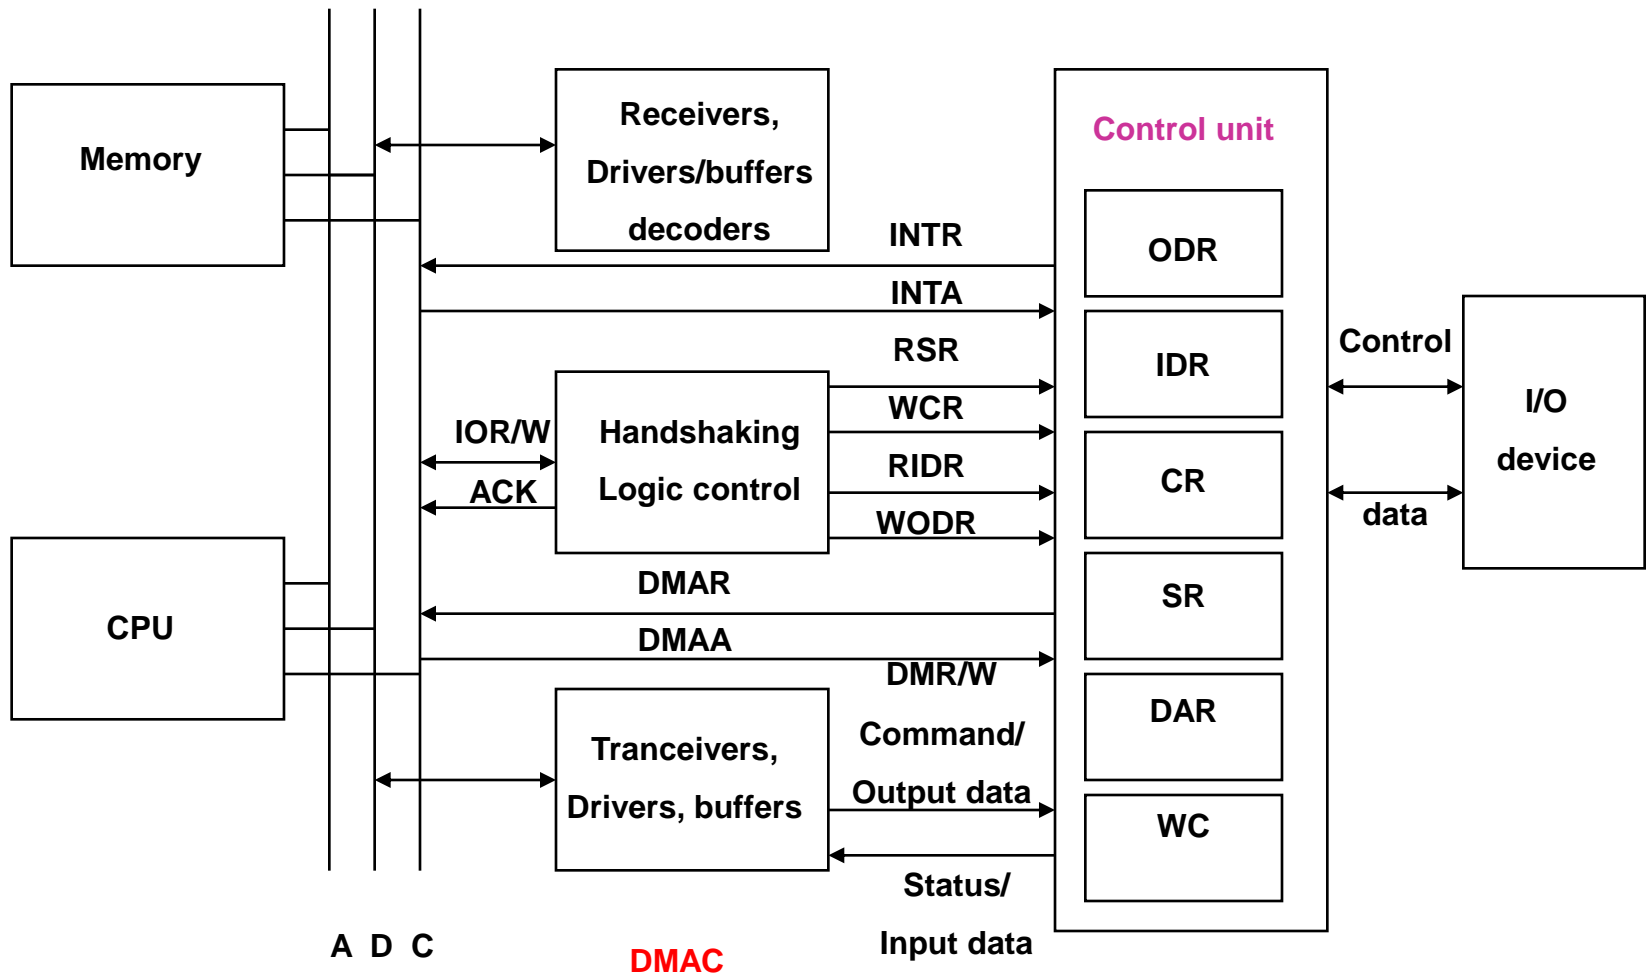 Memory
Receivers,
Drivers/buffers
decoders
Control unit
INTR
INTA
RSR
WCR
RIDR
WODR
IOR/W
ACK
Handshaking
Logic control
ODR
IDR
CR
SR
DAR
WC
Control
data
I/O
device
CPU
DMAR
DMAA
DMR/W
Tranceivers,
Drivers, buffers
Command/
Output data
Status/
Input data
A D C
DMAC